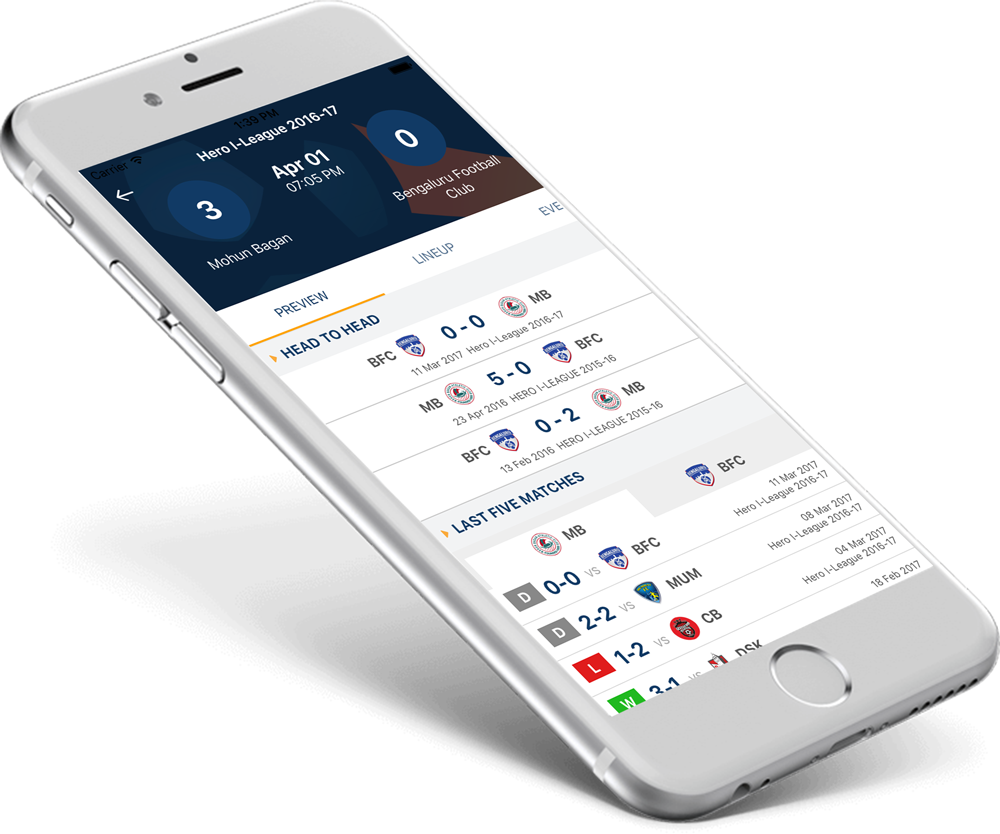 Carrier
1:39 PM
Hero I-League 2016-17
3
Apr 01
07:05 PM
0
Mohun Bagan
Bengaluru Football
Club
PREVIEW
LINEUP
EVE
HEAD TO HEAD
BFC 0-0 MB
11 Mar 2017 Hero I-League 2016-17
MB 5-0 BFC
23 Apr 2016 HERO I-LEAGUE 2015-16
BFC 0-2 MB
13 Feb 2016 HERO I-LEAGUE 2015-16
LAST FIVE MATCHES
MB
BFC
D 0-0 VS BFC
11 Mar 2017
Hero I-League 2016-17
D 2-2 VS MUM
08 Mar 2017
Hero I-League 2016-17
L 1-2 VS CB
04 Mar 2017
Hero I-League 2016-17
W 3-1 VS DSK
18 Feb 2017